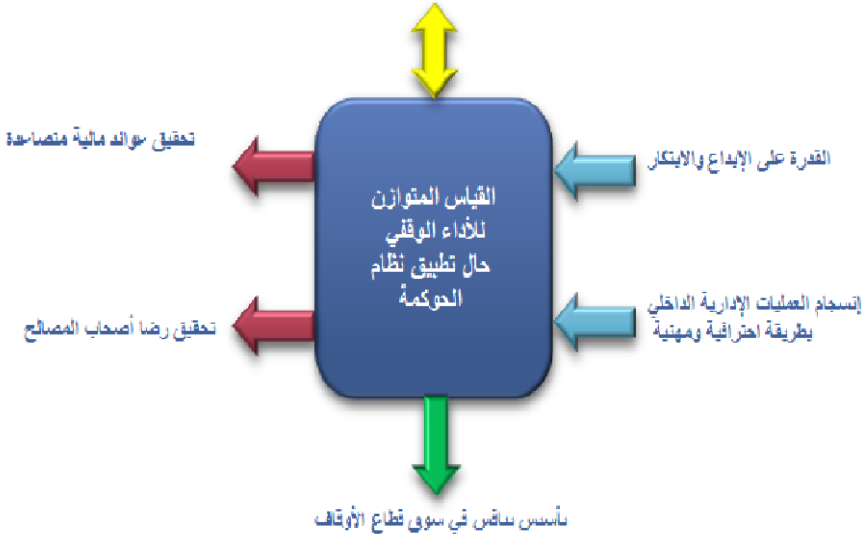 القدرة على الإبداع والابتكار
تحقيق عوائد مالية متصاعدة
القياس المتوازن
للأداء الوقفي
حال تطبيق نظام
الحوكمة
إنسجام العمليات الإدارية الداخلي
بطريقة احترافية ومهنية
تحقيق رضا أصحاب المصالح
تأسيس تنافس في سوق قطاع الأوقاف